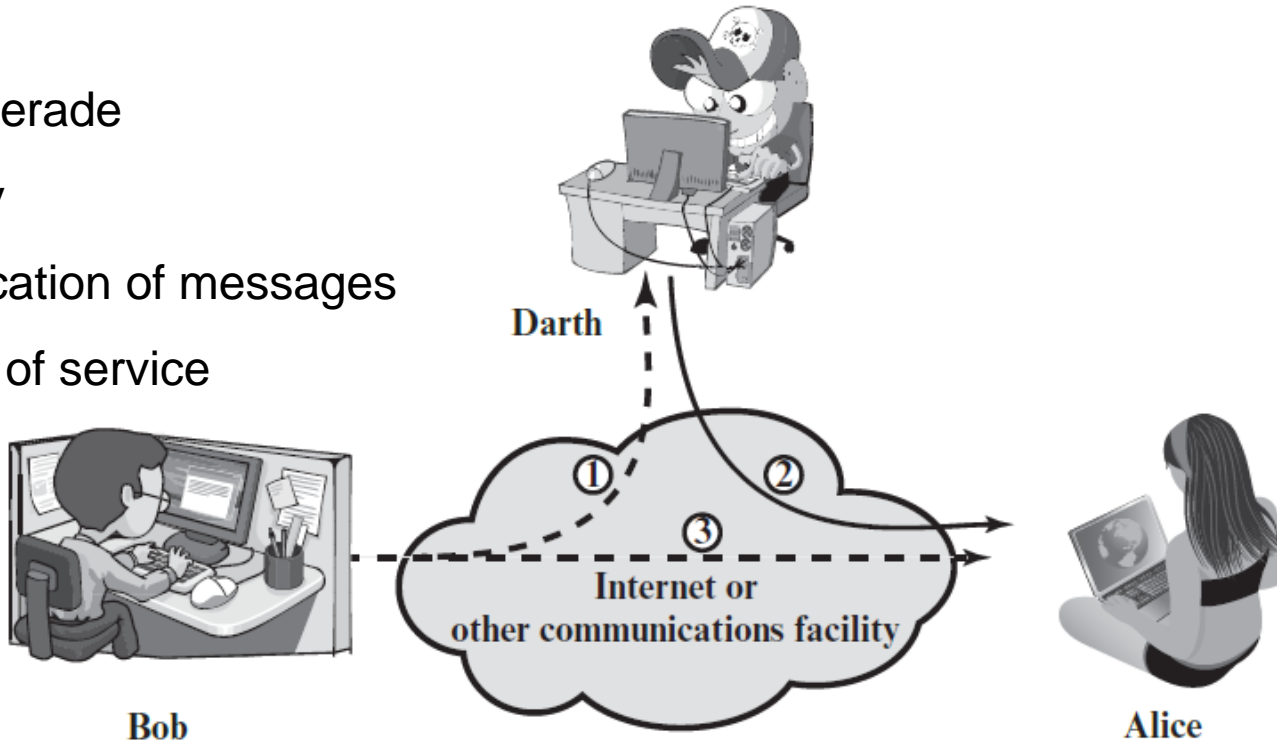 erade
cation of messages
of service
Darth
①
②
③
Internet or
other communications facility
Bob
Alice